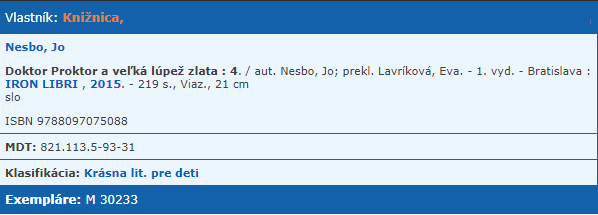 Vlastník: Knižnica,
Nesbo, Jo
Doktor Proktor a veľká lúpež zlata : 4. / aut. Nesbo, Jo; prekl. Lavríková, Eva. - 1. vyd. - Bratislava :
IRON LIBRI , 2015. - 219 s., Viaz., 21 cm
slo
ISBN 9788097075088
MDT: 821.113.5-93-31
Klasifikácia: Krásna lit. pre deti
Exempláre: M 30233